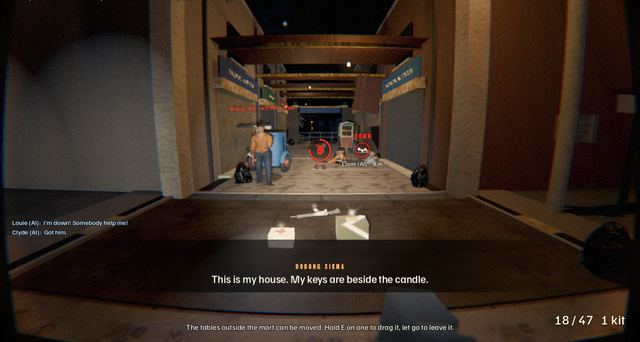 DOWN
Louie (AI)
Louie (AI): I'm down! Somebody help me!
Clyde (AI): Got him.
DODONG SIKWA
This is my house. My keys are beside the candle.
The tables outside the mart can be moved. Hold E on one to drag it, let go to leave it.
18 / 47 1 kit